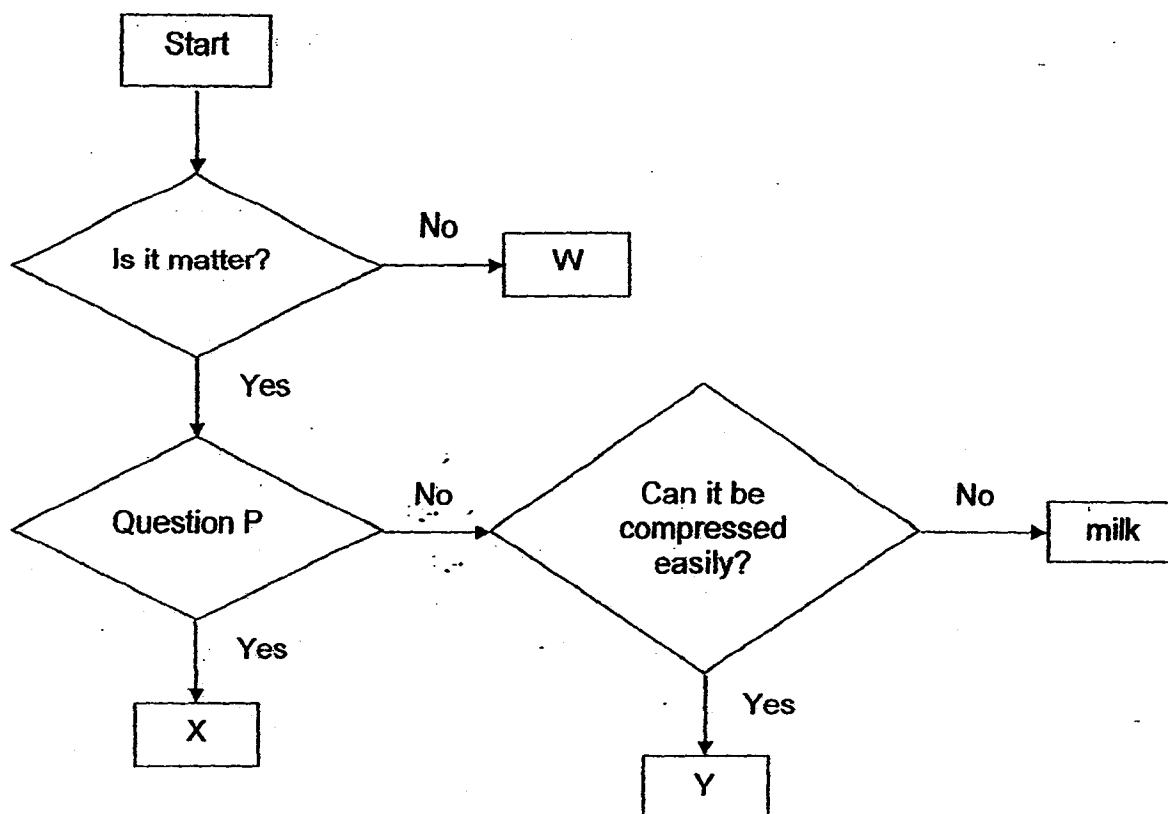 Start
Is it matter?
No
W
Yes
Question P
No
Can it be
compressed
easily?
No
milk
Yes
X
Yes
Y